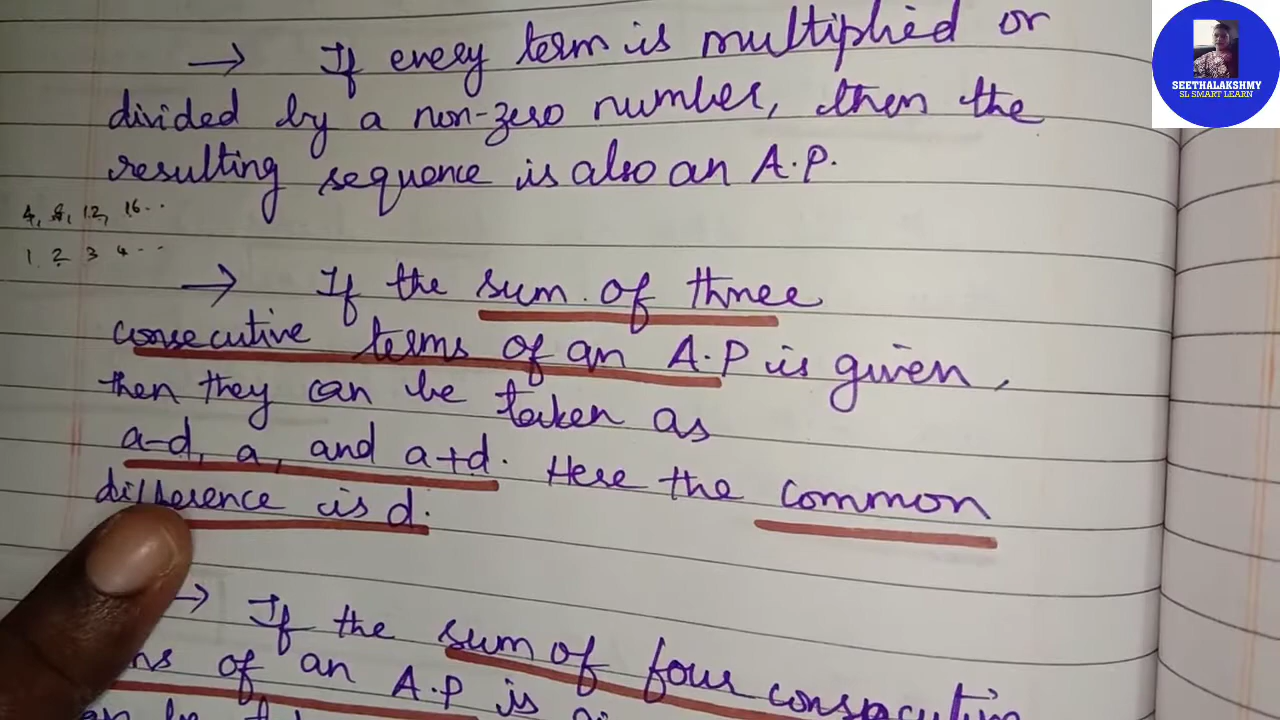 → If every term is multiplied or
divided by a non-zero number, then the
resulting sequence is also an A.P.
4, 8, 12, 16...
1 2 3 4 ...
→ If the sum of three
consecutive terms of an A.P is given,
then they can be taken as
a-d, a, and a+d. Here the common
difference is d.
→ If the sum of four
of an A.P is
SEETHALAKSHMY
SL SMART LEARN